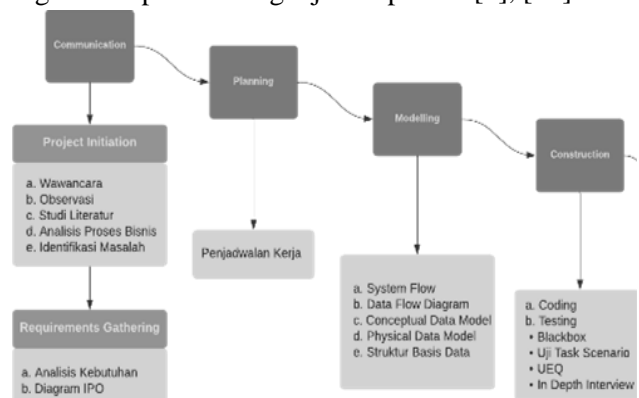 Communication
Planning
Modelling
Construction
Project Initiation
a. Wawancara
b. Observasi
c. Studi Literatur
d. Analisis Proses Bisnis
e. Identifikasi Masalah
Penjadwalan Kerja
a. System Flow
b. Data Flow Diagram
c. Conceptual Data Model
d. Physical Data Model
e. Struktur Basis Data
a. Coding
b. Testing
• Blackbox
• Uji Task Scenario
• UEQ
• In Depth Interview
Requirements Gathering
a. Analisis Kebutuhan
b. Diagram IPO